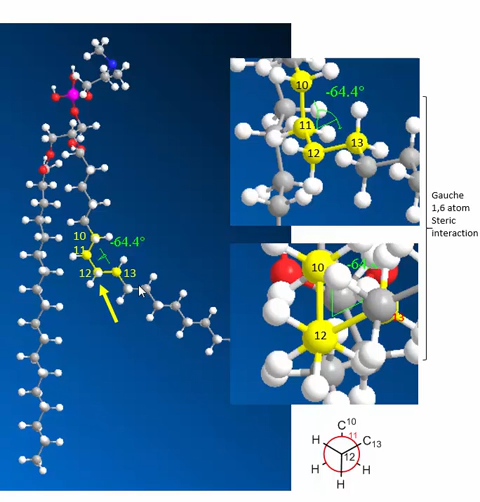 10
11
-64.4°
12
13
10
-64.4°
11
12
13
10
-64
12
13
Gauche
1,6 atom
Steric
interaction
C10
H
11
C13
12
H
H
H